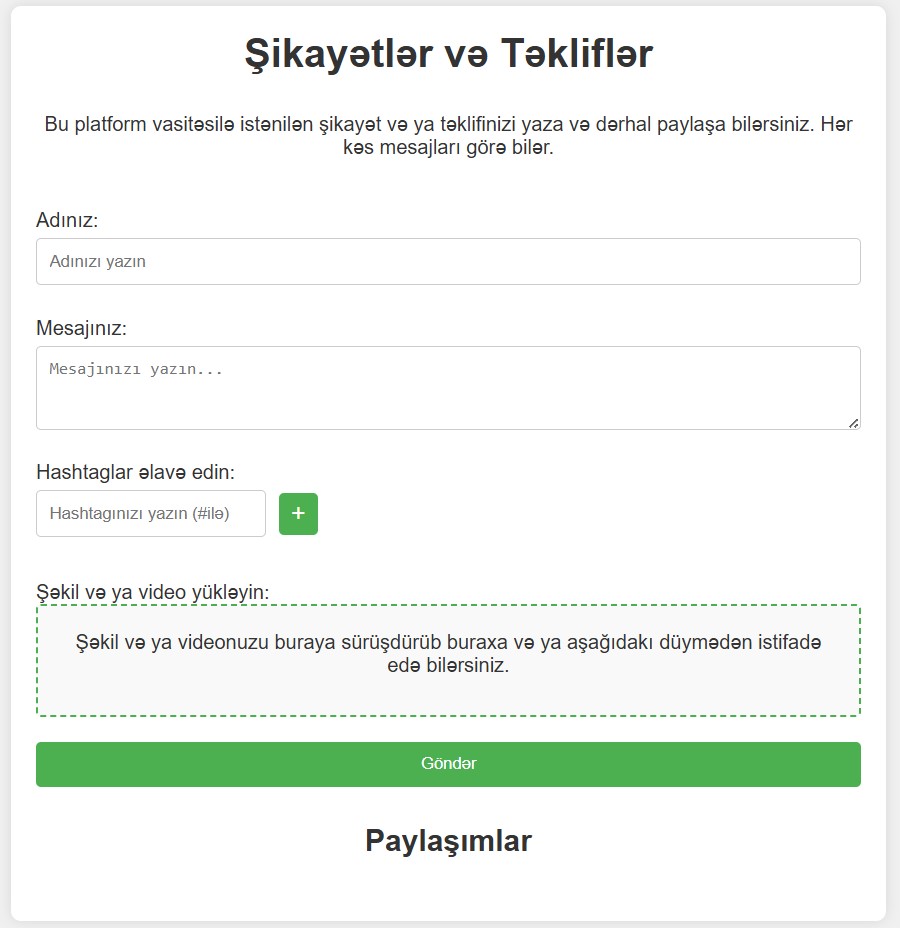 Şikayətlər və Təkliflər
Bu platform vasitəsilə istənilən şikayət və ya təklifinizi yaza və dərhal paylaşa bilərsiniz. Hər
kəs mesajları görə bilər.
Adınız:
Adınızı yazın
Mesajınız:
Mesajınızı yazın...
Hashtaglar əlavə edin:
Hashtagınızı yazın (#ilə)
+
Şəkil və ya video yükləyin:
Şəkil və ya videonuzu buraya sürüşdürüb buraxa və ya aşağıdakı düymədən istifadə
edə bilərsiniz.
Göndər
Paylaşımlar